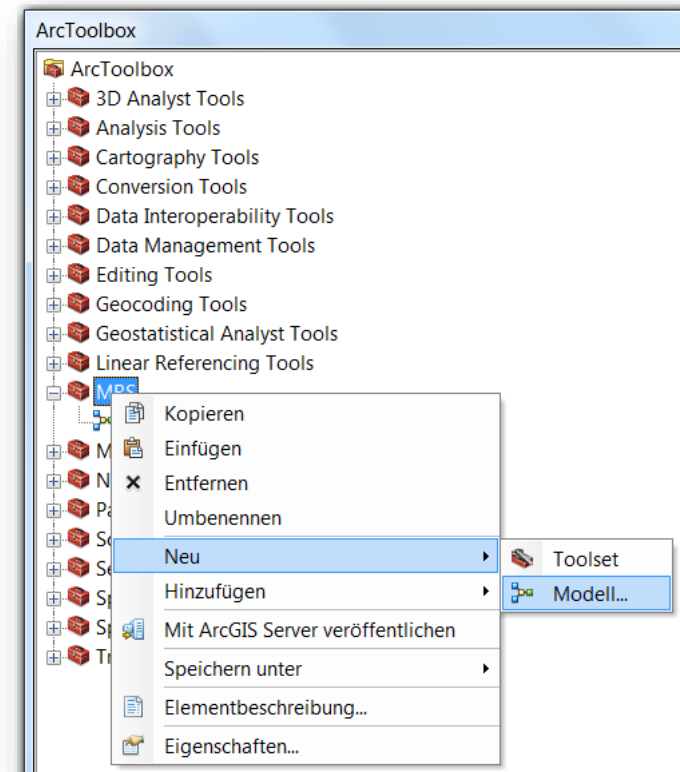 ArcToolbox
ArcToolbox
3D Analyst Tools
Analysis Tools
Cartography Tools
Conversion Tools
Data Interoperability Tools
Data Management Tools
Editing Tools
Geocoding Tools
Geostatistical Analyst Tools
Linear Referencing Tools
Kopieren
Einfügen
Entfernen
Umbenennen
Neu
Toolset
Hinzufügen
Modell...
Mit ArcGIS Server veröffentlichen
Speichern unter
Elementbeschreibung...
Eigenschaften...